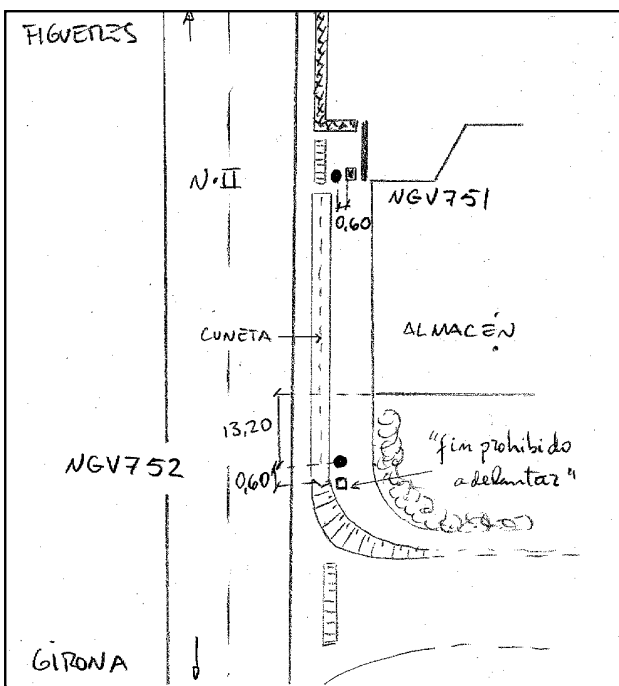 FIGUERES
N-II
NGV751
0,60
CUNETA
ALMACÉN
13,20
NGV752
0,60
"fin prohibido
adelantar"
GIRONA